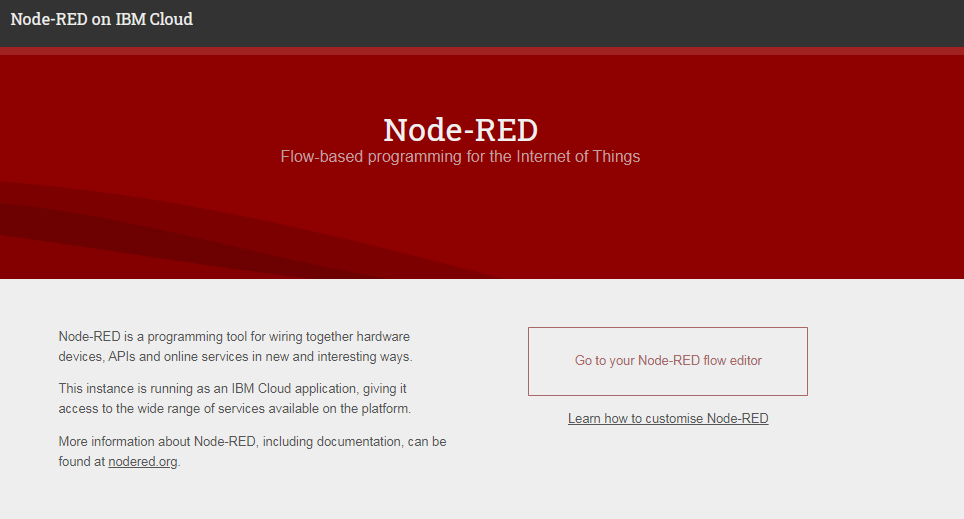 Node-RED on IBM Cloud
Node-RED
Flow-based programming for the Internet of Things
Node-RED is a programming tool for wiring together hardware
devices, APIs and online services in new and interesting ways.
This instance is running as an IBM Cloud application, giving it
access to the wide range of services available on the platform.
More information about Node-RED, including documentation, can be
found at nodered.org.
Go to your Node-RED flow editor
Learn how to customise Node-RED